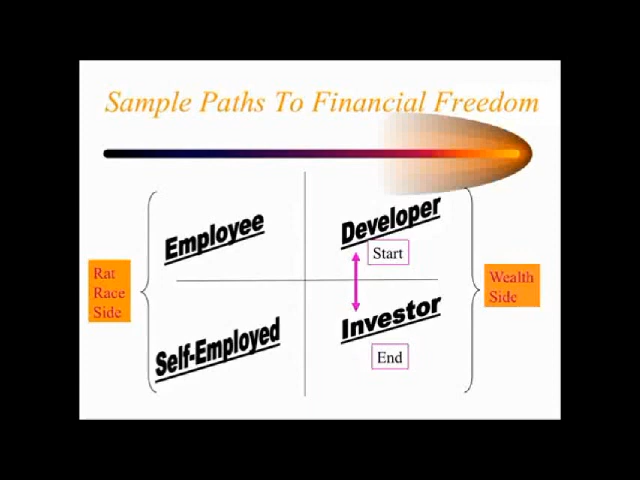 Sample Paths To Financial Freedom
Employee
Developer
Start
Rat
Race
Side
Wealth
Side
Self-Employed
Investor
End